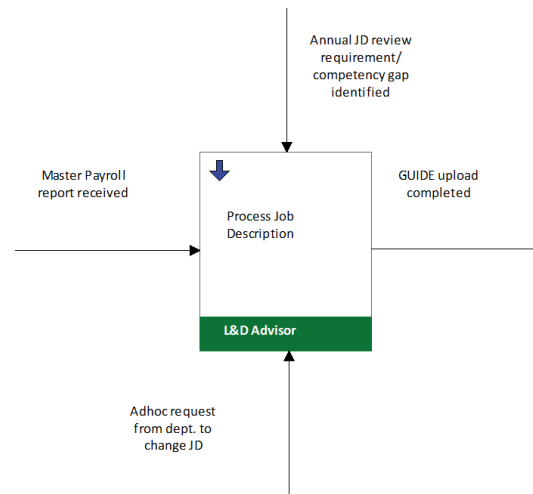 Annual JD review
requirement/
competency gap
identified
Master Payroll
report received
GUIDE upload
completed
Process Job
Description
L&D Advisor
Adhoc request
from dept. to
change JD